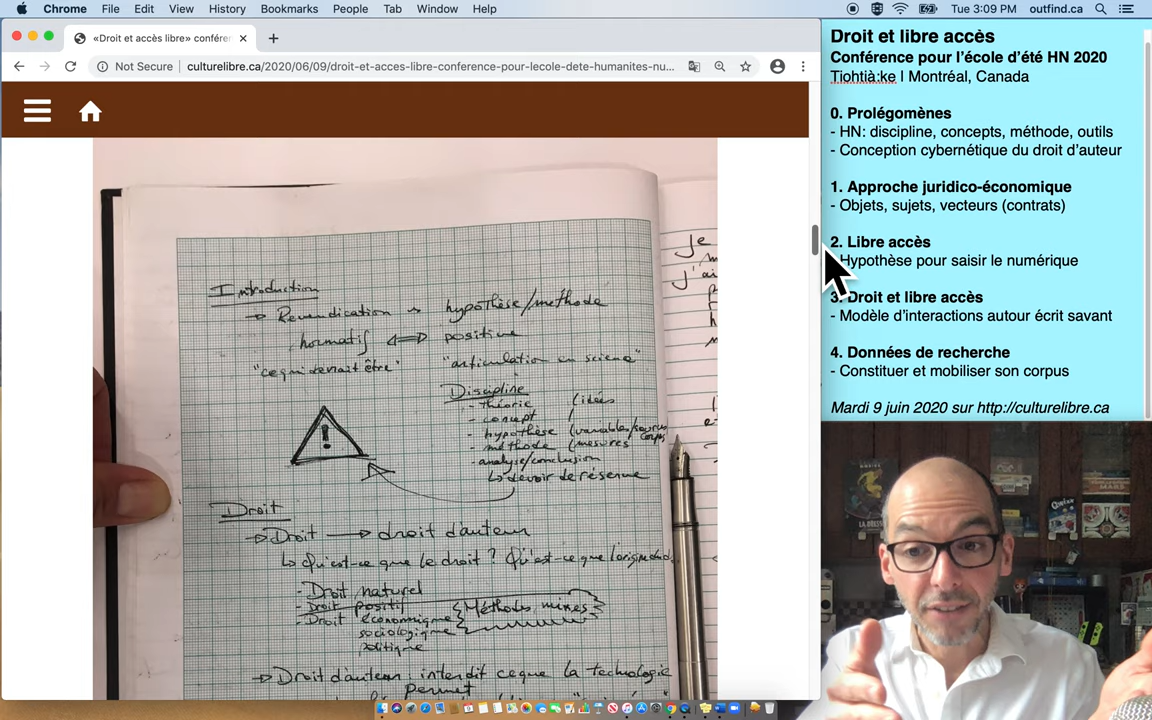 Chrome File Edit View History Bookmarks People Tab Window Help
Tue 3:09 PM outfind.ca
«Droit et accès libre» confére
Not Secure culturelibre.ca/2020/06/09/droit-et-acces-libre-conference-pour-lecole-dete-humanites-nu...
Introduction
→ Revendication → hypothèse/méthode
normatif ⟺ positive
"ce qui devrait être" "articulation en science"
Discipline
- théorie (idées
- concept (
- hypothèse (variables/sources
corpus
- méthode (mesures
- analyse/conclusion
↳ devoir de réserve
!
Droit
→ Droit → droit d'auteur
↳ Qu'est-ce que le droit? Qu'est-ce que l'origine du d
- Droit naturel
- Droit positif
- Droit économique
sociologique
politique
Méthodes mixtes
→ Droit d'auteur: interdit ce que la technologie
permet
je
j'ai
Droit et libre accès
Conférence pour l'école d'été HN 2020
Tiohtià:ke I Montréal, Canada
0. Prolégomènes
- HN: discipline, concepts, méthode, outils
- Conception cybernétique du droit d'auteur
1. Approche juridico-économique
- Objets, sujets, vecteurs (contrats)
2. Libre accès
Hypothèse pour saisir le numérique
3. Droit et libre accès
- Modèle d'interactions autour écrit savant
4. Données de recherche
- Constituer et mobiliser son corpus
Mardi 9 juin 2020 sur http://culturelibre.ca